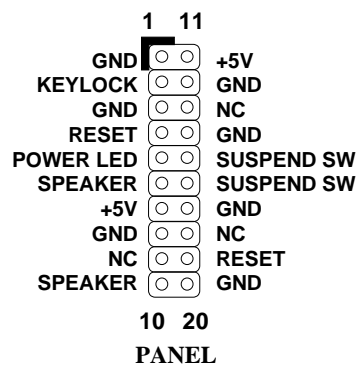 1 11
GND +5V
KEYLOCK GND
GND NC
RESET GND
POWER LED SUSPEND SW
SPEAKER SUSPEND SW
+5V GND
GND NC
NC RESET
SPEAKER GND
10 20
PANEL